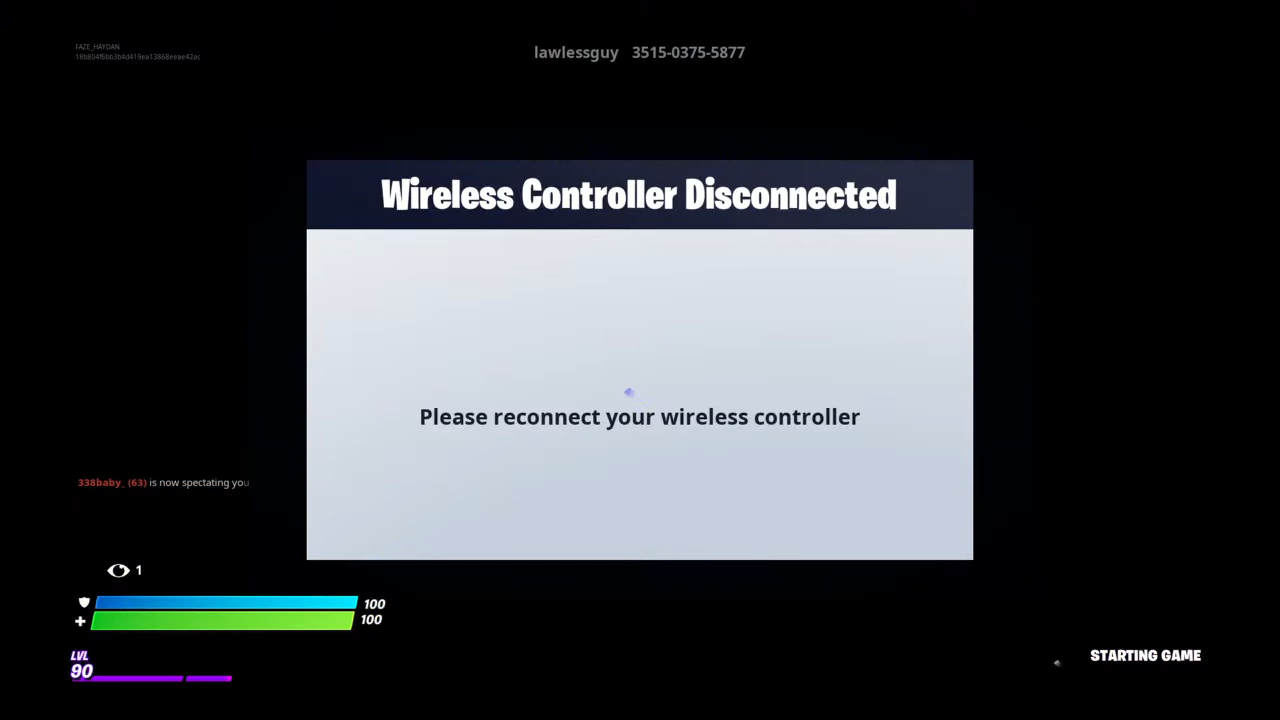 FAZE_HAYDAN
lawlessguy 3515-0375-5877
Wireless Controller Disconnected
Please reconnect your wireless controller
338baby_ (63) is now spectating you
1
100
100
LVL
90
STARTING GAME